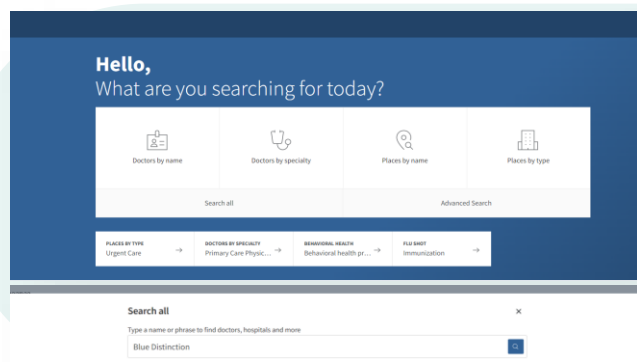 Hello,
What are you searching for today?
Doctors by name
Doctors by specialty
Places by name
Places by type
Search all
Advanced Search
PLACES BY TYPE
Urgent Care
DOCTORS BY SPECIALTY
Primary Care Physic...
BEHAVIORAL HEALTH
Behavioral health pr...
FLU SHOT
Immunization
Search all
Type a name or phrase to find doctors, hospitals and more
Blue Distinction